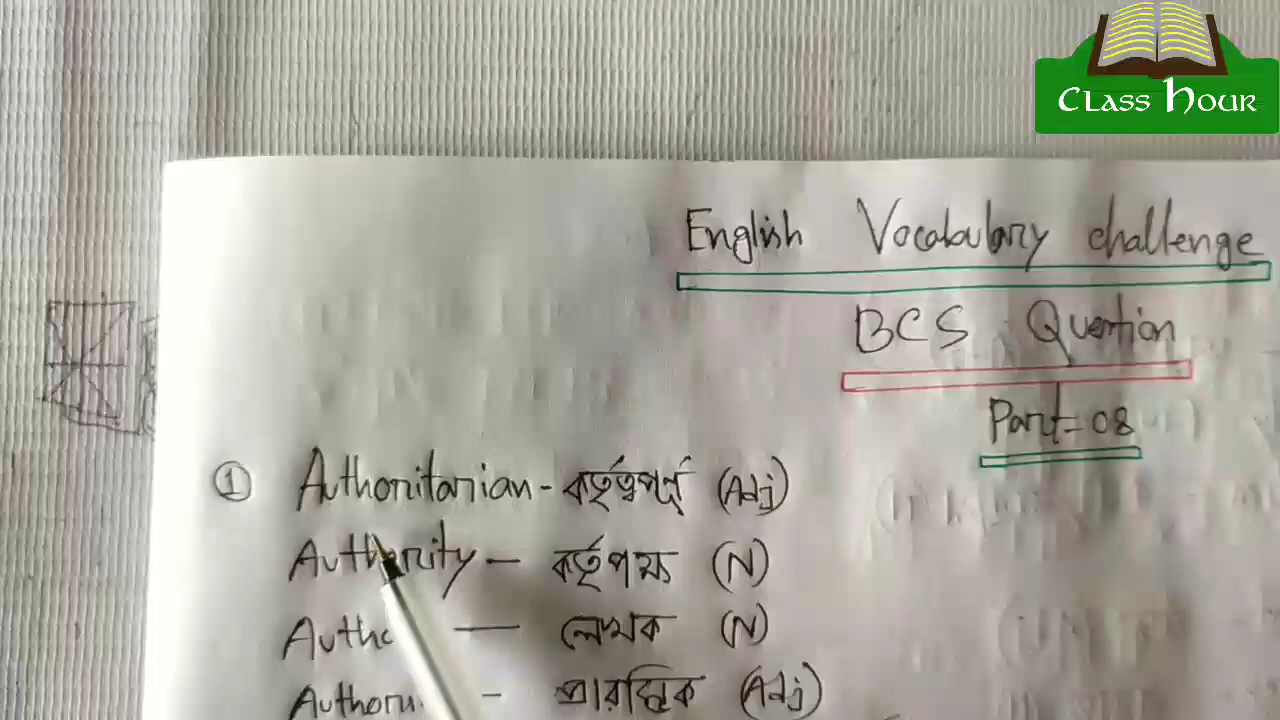 CLASS HOUR
English Vocabulary challenge
BCS Question
Part-08
① Authoritarian - কর্তৃত্বপূর্ণ (Adj)
Authority — কর্তৃপক্ষ (N)
— লেখক (N)
- প্রারম্ভিক (Adj)